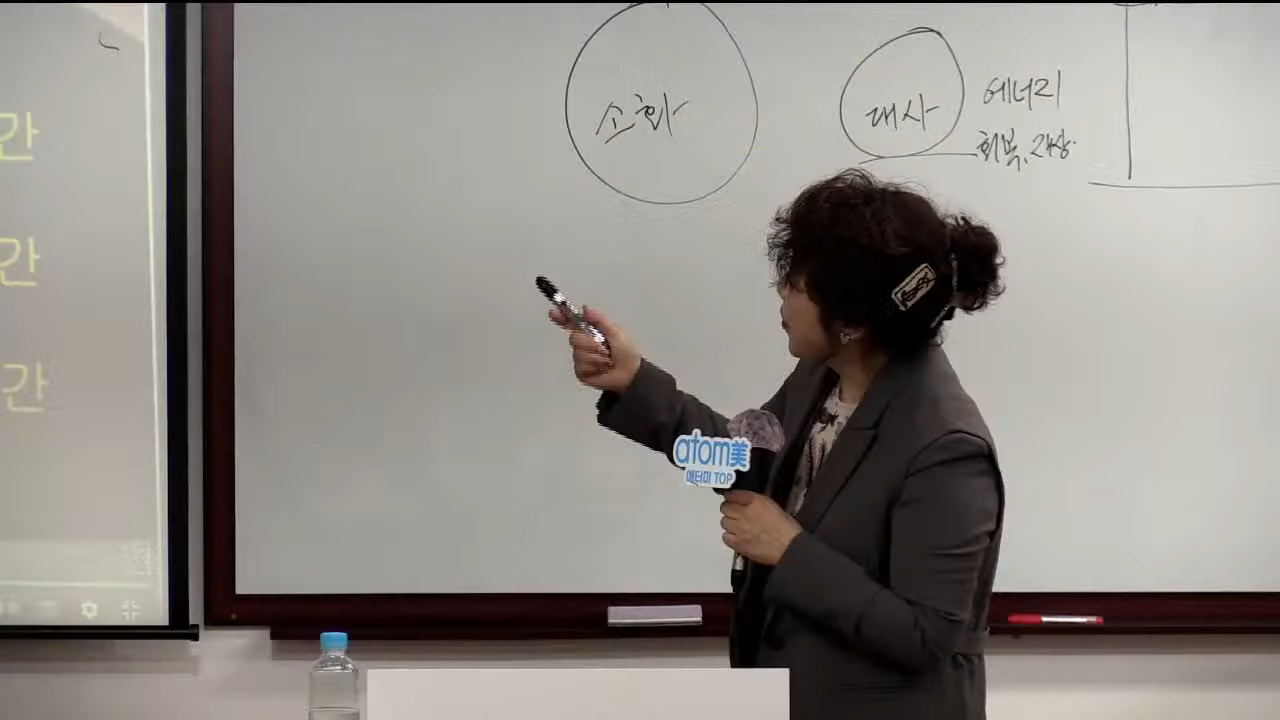 간
간
간
소화
대사
에너지
회복, 재생
atom美
애터미 TOP